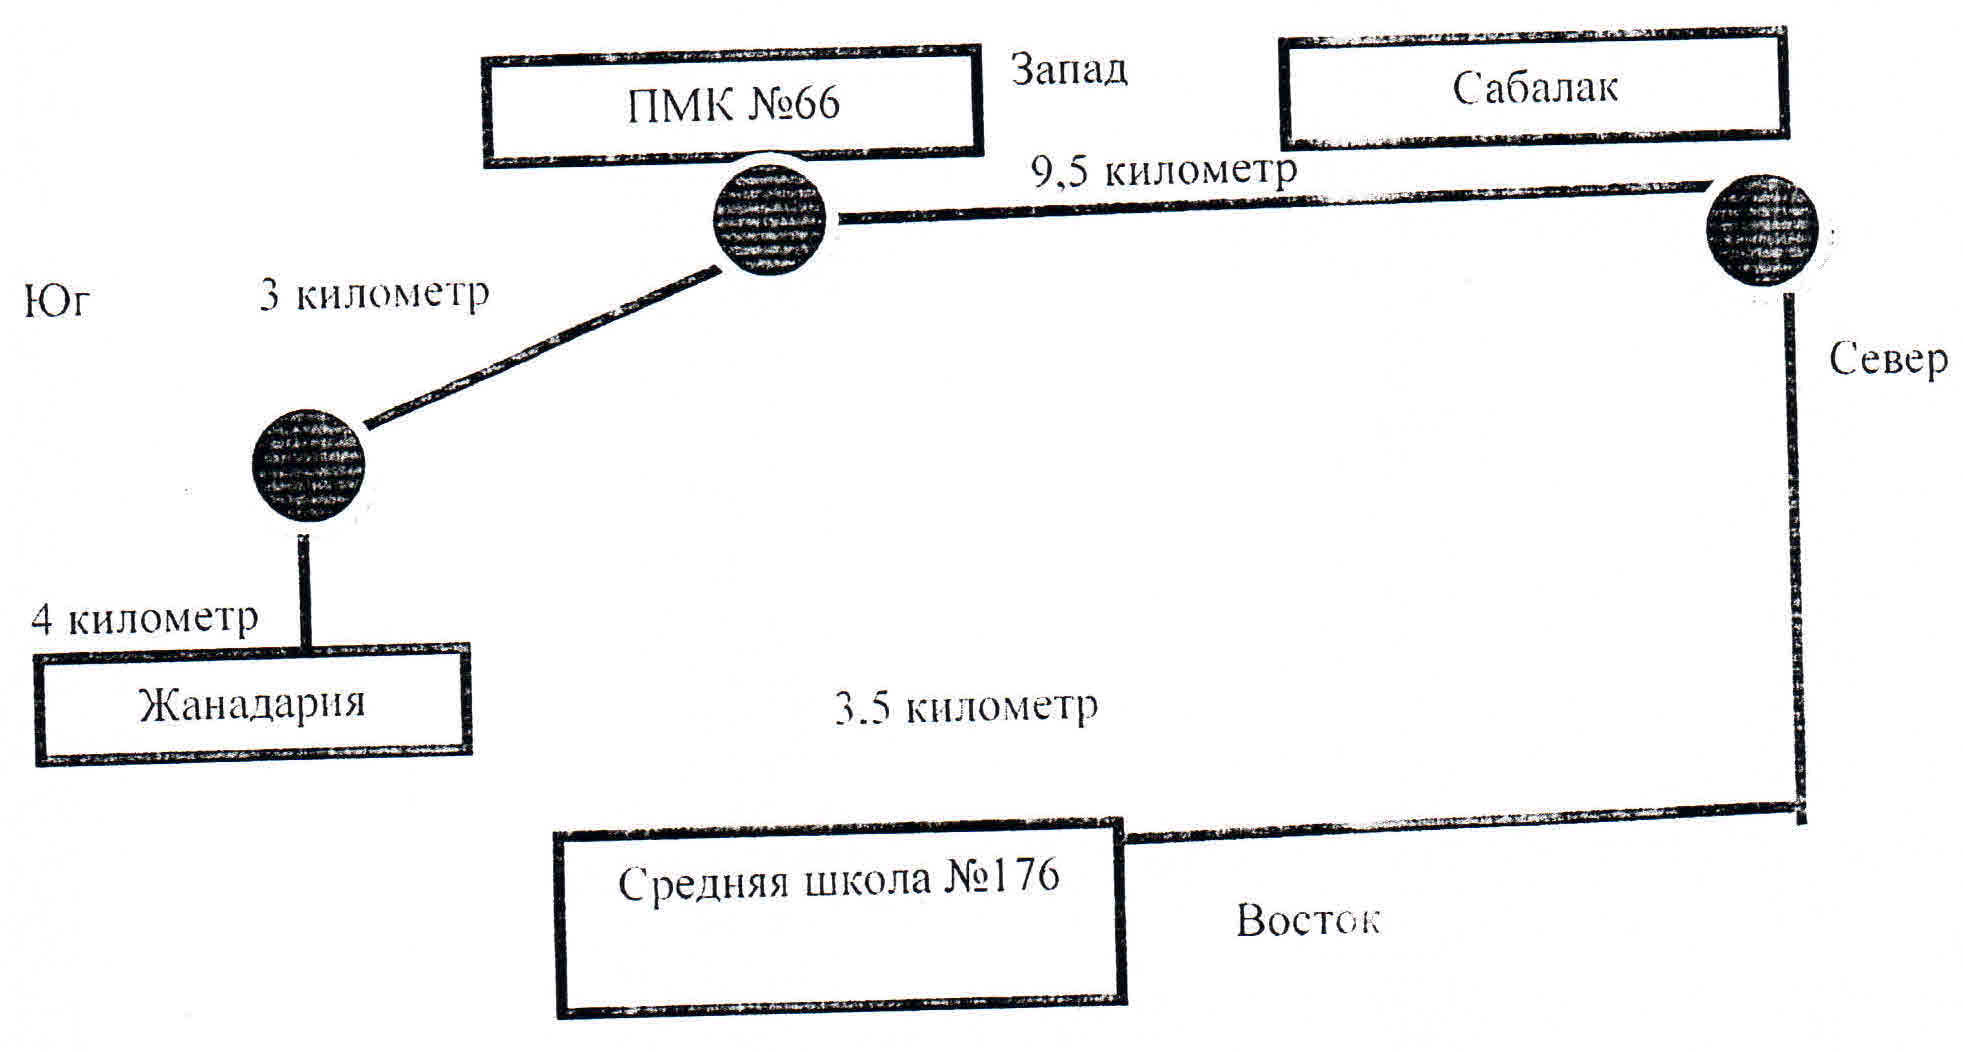 ПМК №66
Запад
Сабалак
9,5 километр
Юг
3 километр
Север
4 километр
Жанадария
3.5 километр
Средняя школа №176
Восток